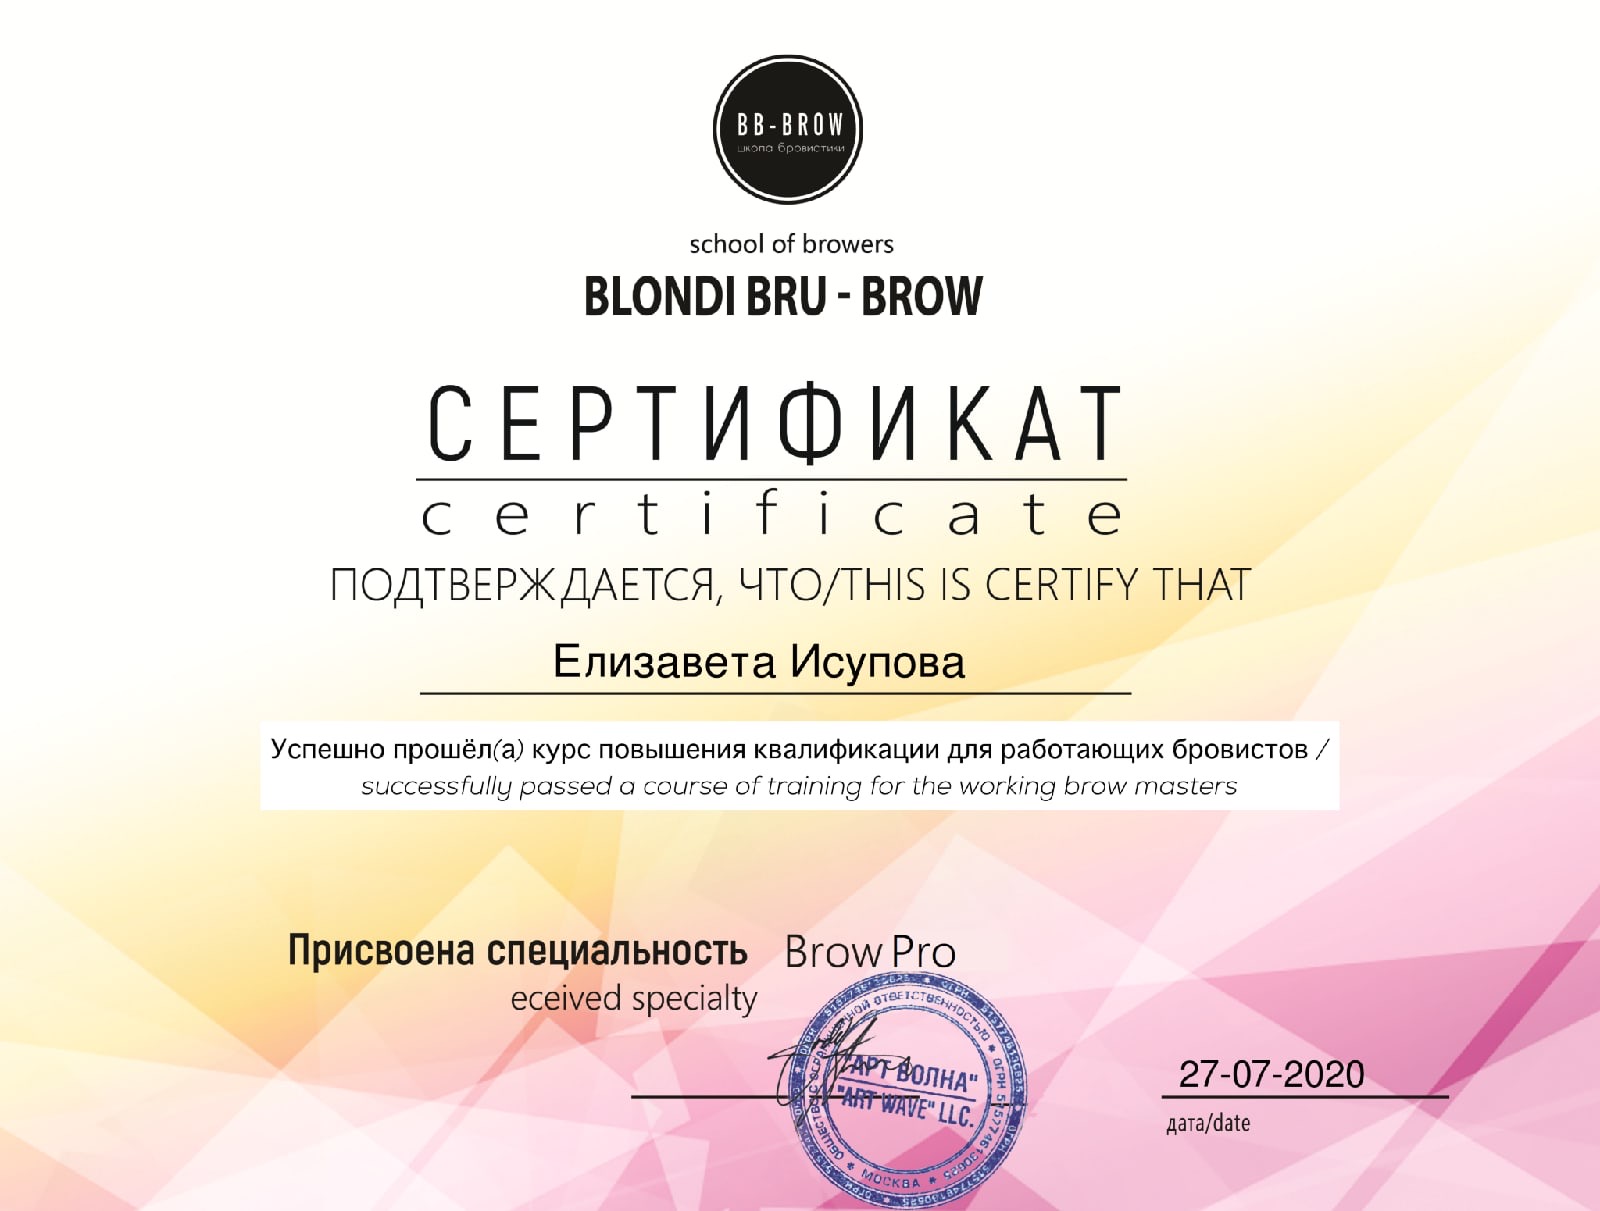 BB-BROW
школа бровистики
school of browers
BLONDI BRU - BROW
СЕРТИФИКАТ
certificate
ПОДТВЕРЖДАЕТСЯ, ЧТО/THIS IS CERTIFY THAT
Елизавета Исупова
Успешно прошёл(а) курс повышения квалификации для работающих бровистов /
successfully passed a course of training for the working brow masters
Присвоена специальность Brow Pro
eceived specialty
"АРТ ВОЛНА"
"ART WAVE" LLC.
МОСКВА
27-07-2020
дата/date